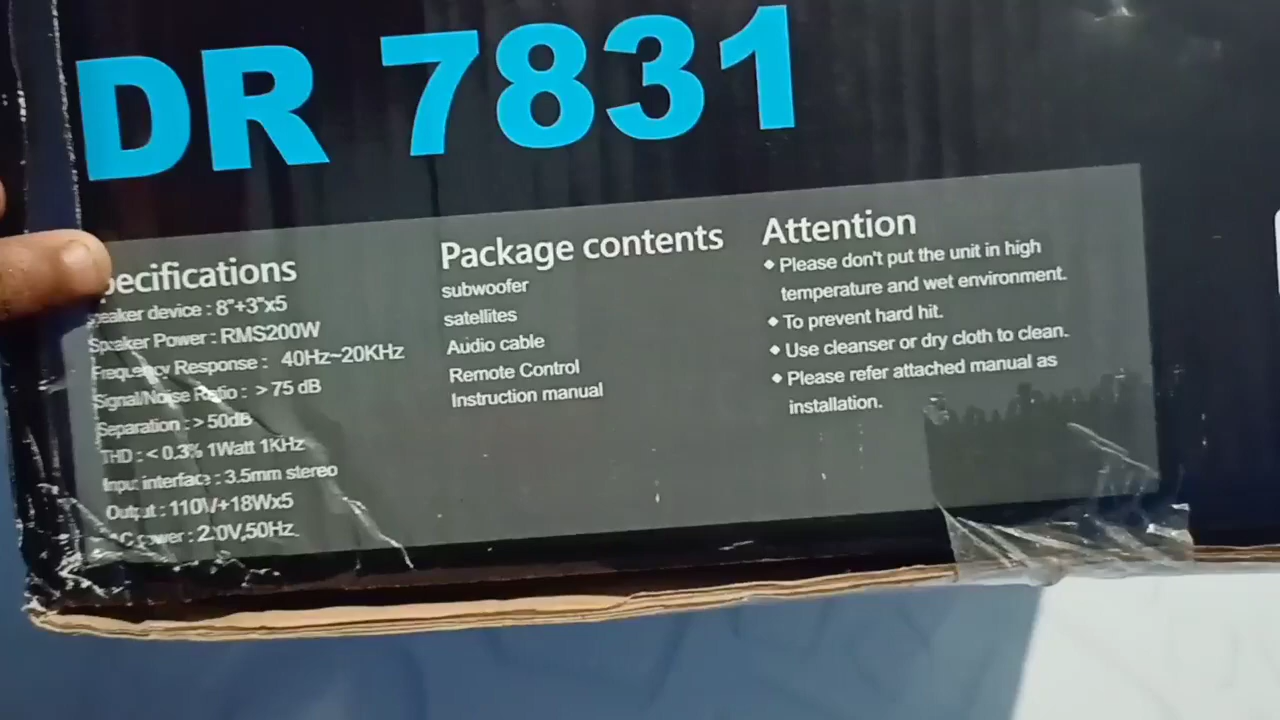 DR 7831
Specifications
Speaker device : 8"+3"x5
Speaker Power : RMS200W
Frequency Response : 40Hz~20KHz
Signal/Noise Ratio : > 75 dB
Separation : > 50dB
THD : < 0.3% 1Watt 1KHz
Input interface : 3.5mm stereo
Output : 110W+18Wx5
AC power : 220V,50Hz
Package contents
subwoofer
satellites
Audio cable
Remote Control
Instruction manual
Attention
◆ Please don't put the unit in high
temperature and wet environment.
◆ To prevent hard hit.
◆ Use cleanser or dry cloth to clean.
◆ Please refer attached manual as
installation.